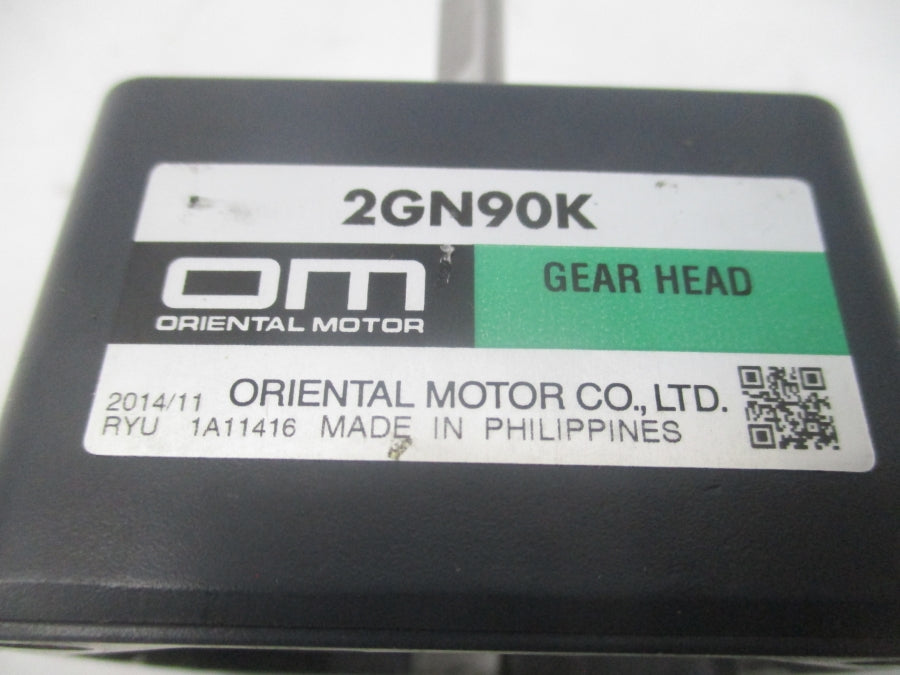 2GN90K
om
ORIENTAL MOTOR
GEAR HEAD
2014/11 ORIENTAL MOTOR CO., LTD.
RYU 1A11416 MADE IN PHILIPPINES